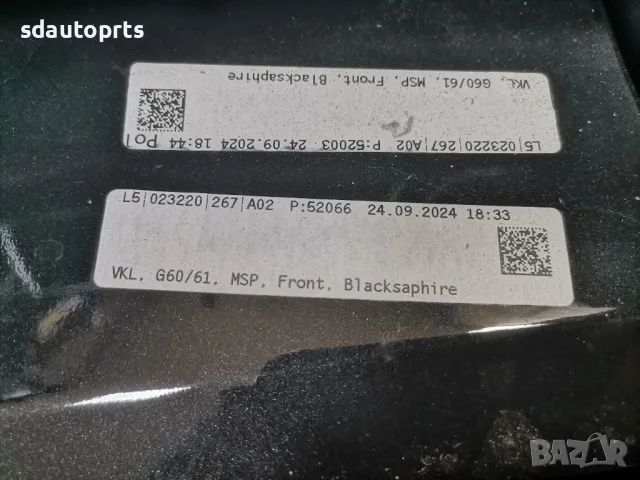 sdautoprts
VKL, G60/61, MSP, Front, Blacksaphire
L5|023220|267|A02 P:52003 24.09.2024 18:44 Pol
L5|023220|267|A02 P:52066 24.09.2024 18:33
VKL, G60/61, MSP, Front, Blacksaphire
BAZAR